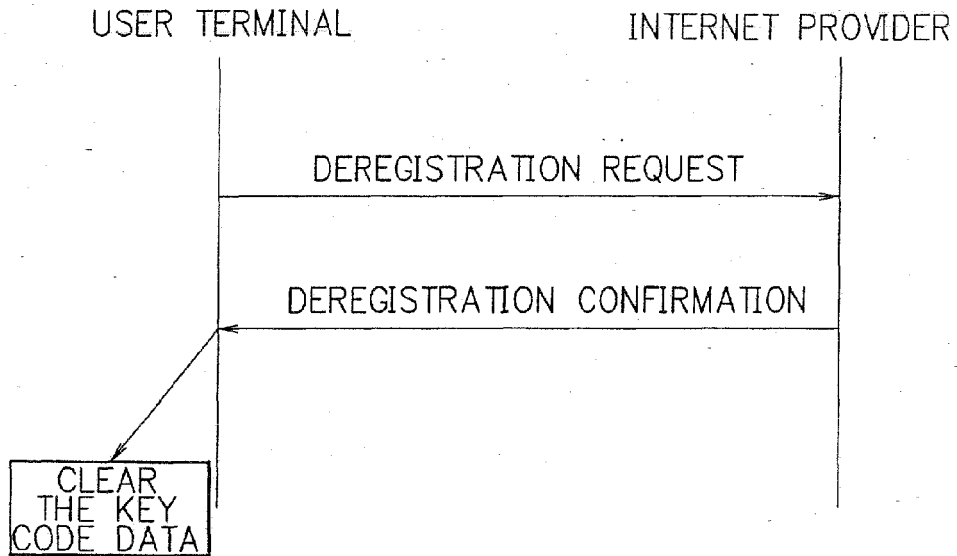 USER TERMINAL
INTERNET PROVIDER
DEREGISTRATION REQUEST
DEREGISTRATION CONFIRMATION
CLEAR
THE KEY
CODE DATA